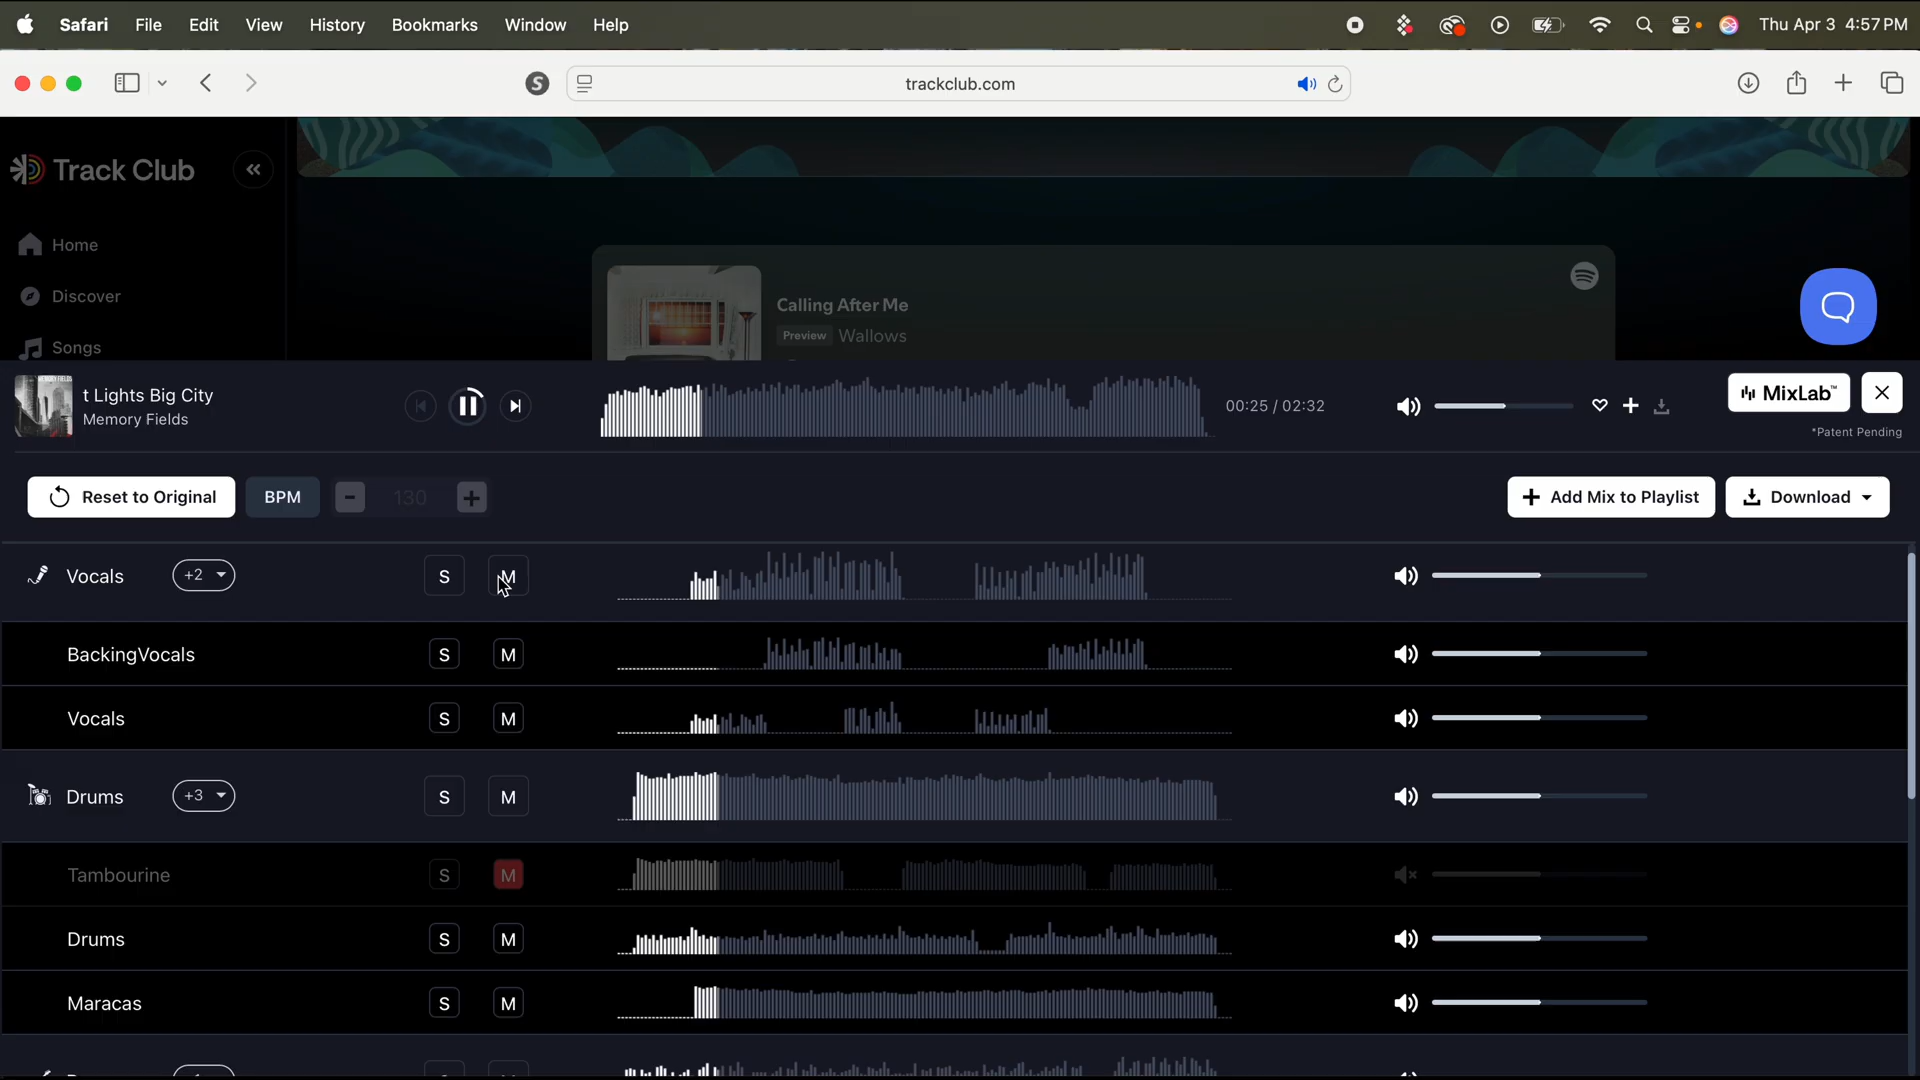 Safari File Edit View History Bookmarks Window Help Thu Apr 3 4:57 PM
trackclub.com
Track Club
Home
Discover
Songs
Calling After Me
Preview Wallows
t Lights Big City
Memory Fields
00:25 / 02:32
MixLab™
*Patent Pending
Reset to Original BPM - 130 + Add Mix to Playlist Download
Vocals +2 S M
BackingVocals S M
Vocals S M
Drums +3 S M
Tambourine S M
Drums S M
Maracas S M